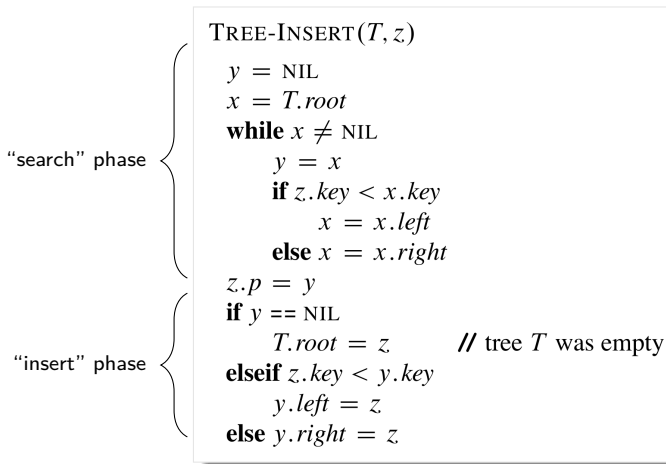 TREE-INSERT(T, z)
y = NIL
x = T.root
while x ≠ NIL
y = x
if z.key < x.key
x = x.left
else x = x.right
z.p = y
if y == NIL
T.root = z // tree T was empty
elseif z.key < y.key
y.left = z
else y.right = z
“search” phase
“insert” phase